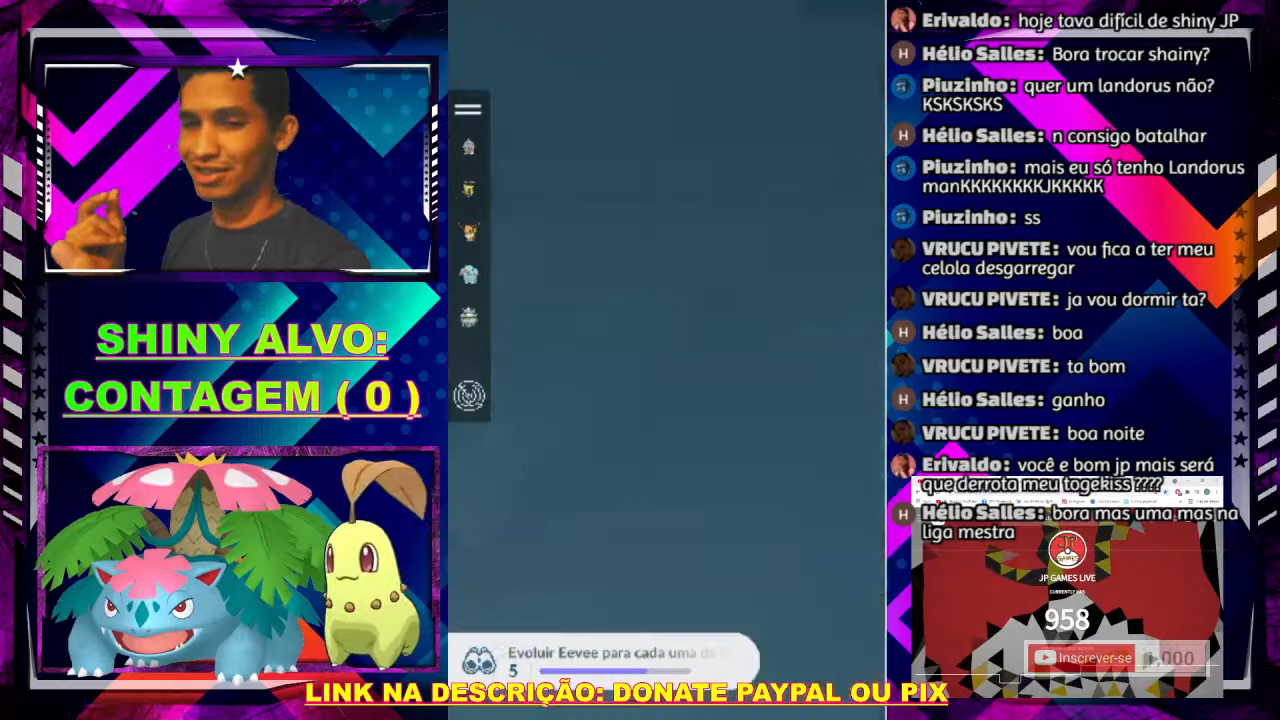 SHINY ALVO:
CONTAGEM ( 0 )
Evoluir Eevee para cada uma de
5
LINK NA DESCRIÇÃO: DONATE PAYPAL OU PIX
Erivaldo: hoje tava difícil de shiny JP
H Hélio Salles: Bora trocar shainy?
Piuzinho: quer um landorus não?
KSKSKSKS
H Hélio Salles: n consigo batalhar
Piuzinho: mais eu só tenho Landorus
manKKKKKKKKJKKKKK
Piuzinho: ss
VRUCU PIVETE: vou fica a ter meu
celola desgarregar
VRUCU PIVETE: ja vou dormir ta?
H Hélio Salles: boa
VRUCU PIVETE: ta bom
H Hélio Salles: ganho
VRUCU PIVETE: boa noite
Erivaldo: você e bom jp mais será
que derrota meu togekiss ????
H Hélio Salles: bora mas uma mas na
liga mestra
JP
GAMES
JP GAMES LIVE
CURRENTLY HAS
958
Inscrever-se